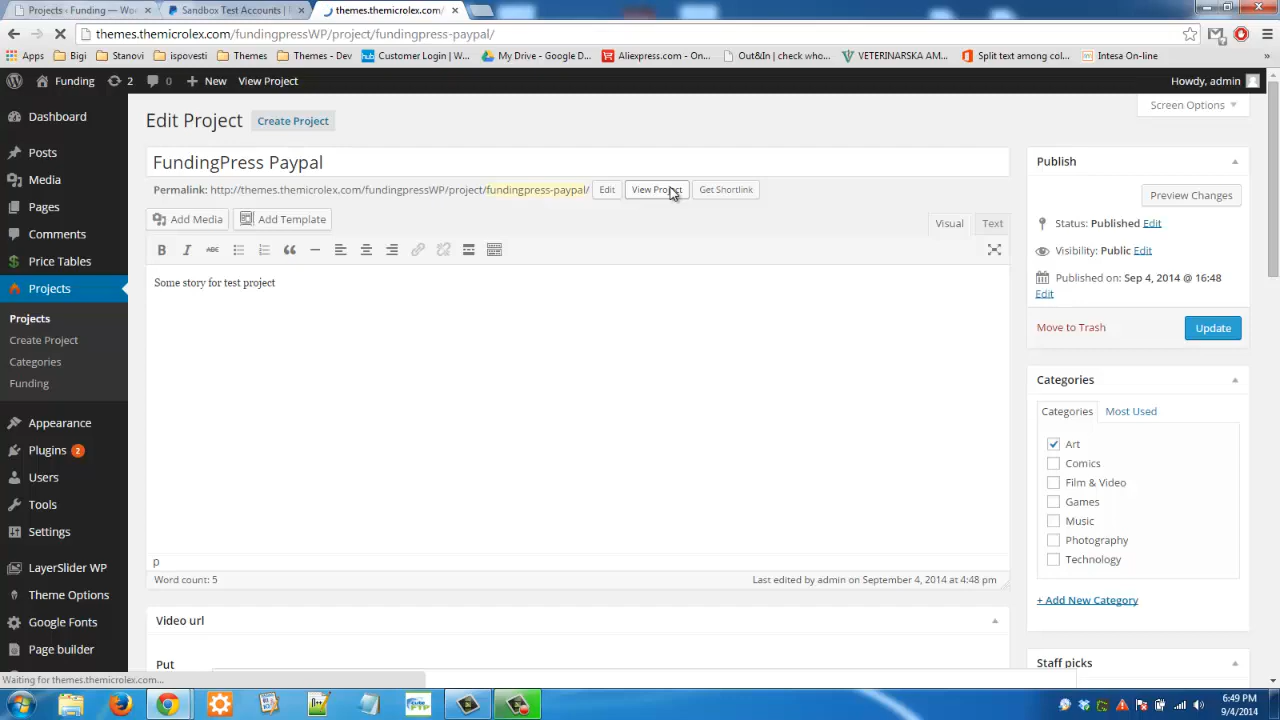 Projects ‹ Funding — Wo
Sandbox Test Accounts |
themes.themicrolex.com/
themes.themicrolex.com/fundingpressWP/project/fundingpress-paypal/
Apps
Bigi
Stanovi
ispovesti
Themes
Themes - Dev
Customer Login | W...
My Drive - Google D...
Aliexpress.com - On...
Out&In | check who...
VETERINARSKA AM...
Split text among col...
Intesa On-line
Funding
2
0
New
View Project
Howdy, admin
Dashboard
Posts
Media
Pages
Comments
Price Tables
Projects
Projects
Create Project
Categories
Funding
Appearance
Plugins 2
Users
Tools
Settings
LayerSlider WP
Theme Options
Google Fonts
Page builder
Screen Options
Edit Project
Create Project
FundingPress Paypal
Permalink: http://themes.themicrolex.com/fundingpressWP/project/fundingpress-paypal/
Edit
View Project
Get Shortlink
Add Media
Add Template
Visual
Text
B
I
ABC
Some story for test project
p
Word count: 5
Last edited by admin on September 4, 2014 at 4:48 pm
Video url
Put
Publish
Preview Changes
Status: Published Edit
Visibility: Public Edit
Published on: Sep 4, 2014 @ 16:48
Edit
Move to Trash
Update
Categories
Categories
Most Used
Art
Comics
Film & Video
Games
Music
Photography
Technology
+ Add New Category
Staff picks
Waiting for themes.themicrolex.com...
6:49 PM
9/4/2014